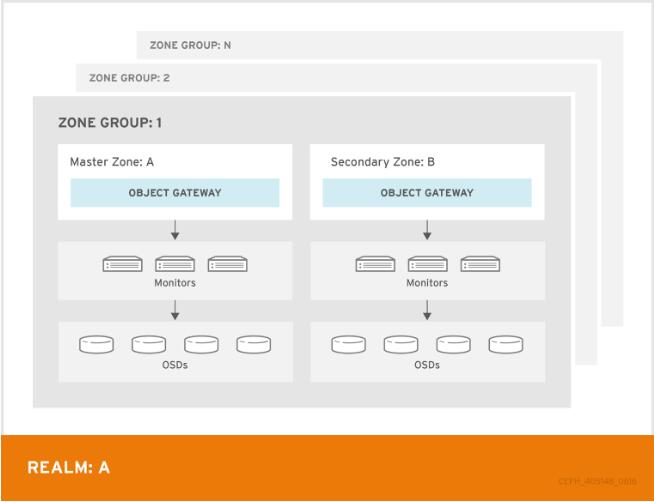 ZONE GROUP: N
ZONE GROUP: 2
ZONE GROUP: 1
Master Zone: A
OBJECT GATEWAY
Monitors
OSDs
Secondary Zone: B
OBJECT GATEWAY
Monitors
OSDs
REALM: A
CEPH_405148_0616